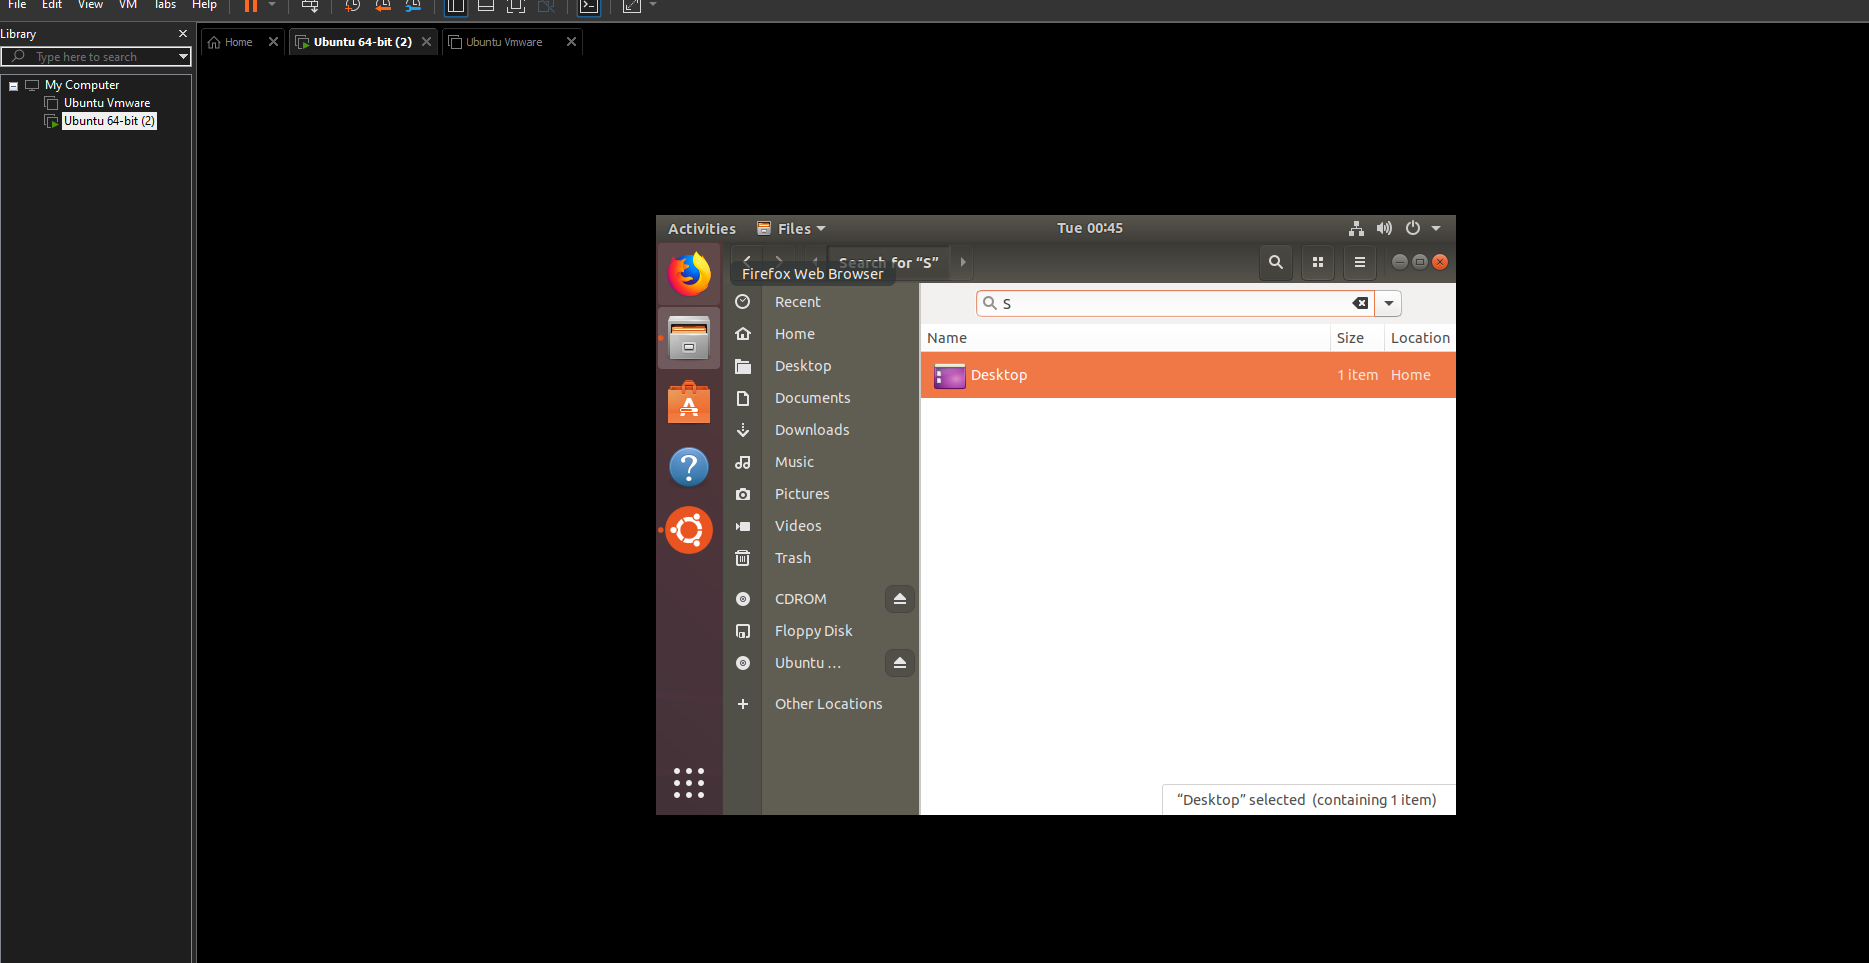 File Edit View VM Tabs Help
Library
Home
Ubuntu 64-bit (2)
Ubuntu Vmware
Type here to search
My Computer
Ubuntu Vmware
Ubuntu 64-bit (2)
Activities
Files
Tue 00:45
Search for “S”
Firefox Web Browser
Recent
Home
Desktop
Documents
Downloads
Music
Pictures
Videos
Trash
CDROM
Floppy Disk
Ubuntu …
Other Locations
S
Name Size Location
Desktop 1 item Home
“Desktop” selected (containing 1 item)